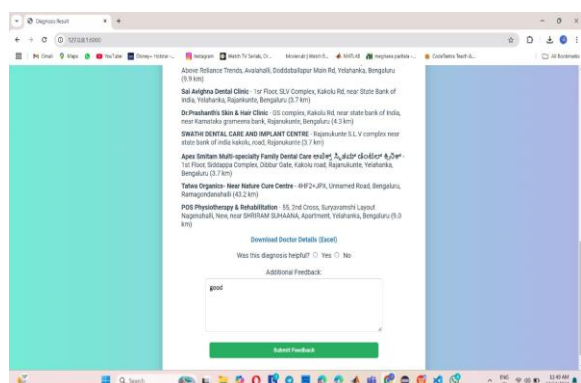 Diagnosis Result
127.0.0.1:5000
Gmail
Maps
YouTube
Instagram
MATLAB
All Bookmarks
Above Reliance Trends, Avalahalli, Doddaballapur Main Rd, Yelahanka, Bengaluru
(9.9 km)
Sai Avighna Dental Clinic - 1st Floor, SLV Complex, Kakolu Rd, near State Bank of
India, Yelahanka, Rajankunte, Bengaluru (3.7 km)
Dr.Prashanth's Skin & Hair Clinic - GS complex, Kakolu Rd, near state bank of India,
near Karnataka grameena bank, Rajanukunte, Bengaluru (4.3 km)
SWATHI DENTAL CARE AND IMPLANT CENTRE - Rajanukunte S.L.V complex near
state bank of india kakolu, road, Rajanukunte (3.7 km)
Apex Smitam Multi-specialty Family Dental Care
1st Floor, Siddappa Complex, Dibbur Gate, Kakolu road, Rajanukunte, Yelahanka,
Bengaluru (3.7 km)
Tatwa Organics- Near Nature Cure Centre - 4HF2+JPX, Unnamed Road, Bengaluru,
Ramagondanahalli (43.2 km)
POS Physiotherapy & Rehabilitation - 55, 2nd Cross, Suryavamshi Layout
Nagenahalli, New, near SHRIRAM SUHAANA, Apartment, Yelahanka, Bengaluru (9.0
km)
Download Doctor Details (Excel)
Was this diagnosis helpful? Yes No
Additional Feedback:
good
Submit Feedback
Search
ENG
11:49 AM